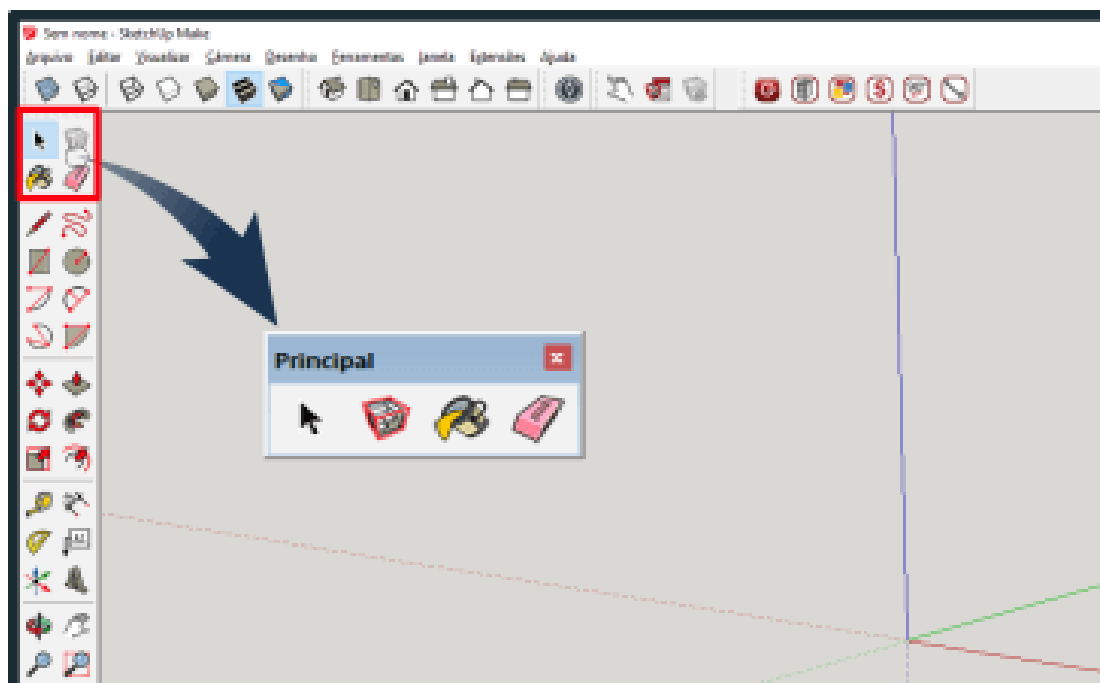 Sem nome - SketchUp Make
Arquivo Editar Visualizar Câmera Desenho Ferramentas Janela Extensões Ajuda
Principal